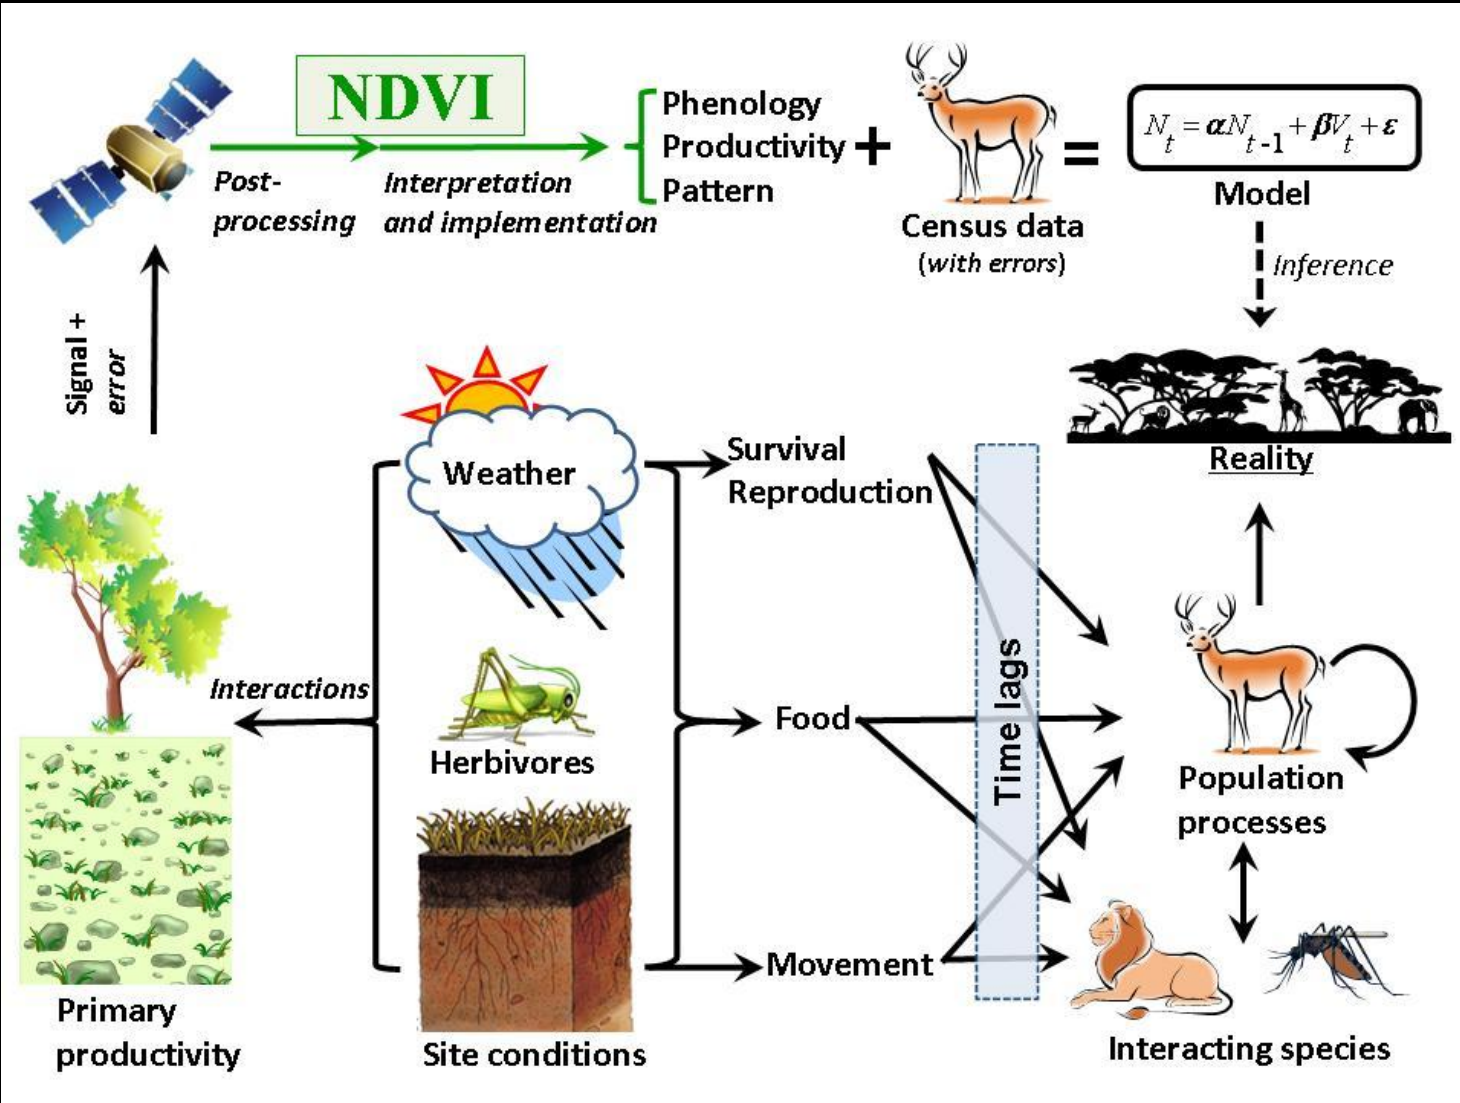 NDVI
Post-
processing
Interpretation
and implementation
Phenology
Productivity
Pattern
+
Census data
(with errors)
=
N_t = αN_{t-1} + βV_t + ε
Model
Inference
Reality
Signal +
error
Weather
Survival
Reproduction
Interactions
Herbivores
Food
Time lags
Population
processes
Movement
Primary
productivity
Site conditions
Interacting species